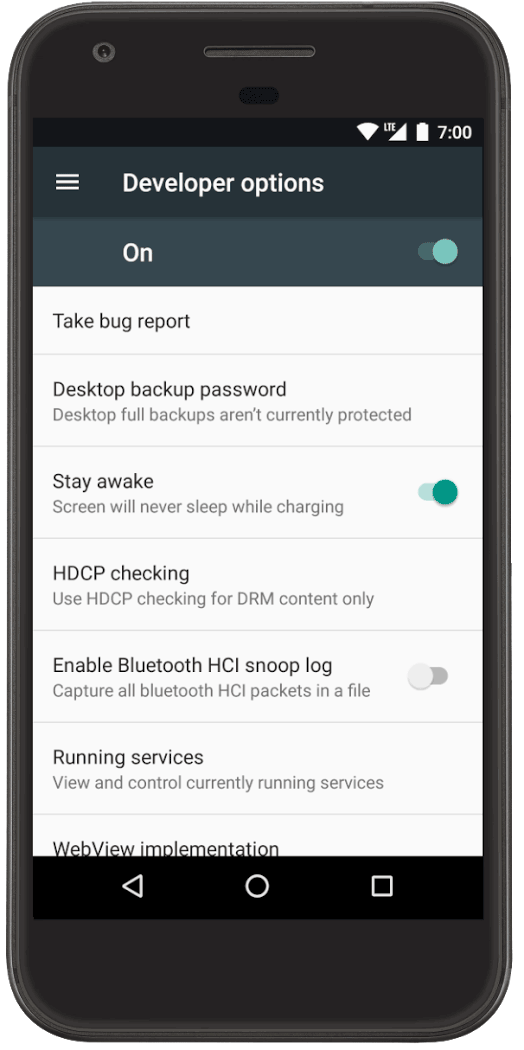 LTE 7:00
Developer options
On
Take bug report
Desktop backup password
Desktop full backups aren’t currently protected
Stay awake
Screen will never sleep while charging
HDCP checking
Use HDCP checking for DRM content only
Enable Bluetooth HCI snoop log
Capture all bluetooth HCI packets in a file
Running services
View and control currently running services
WebView implementation